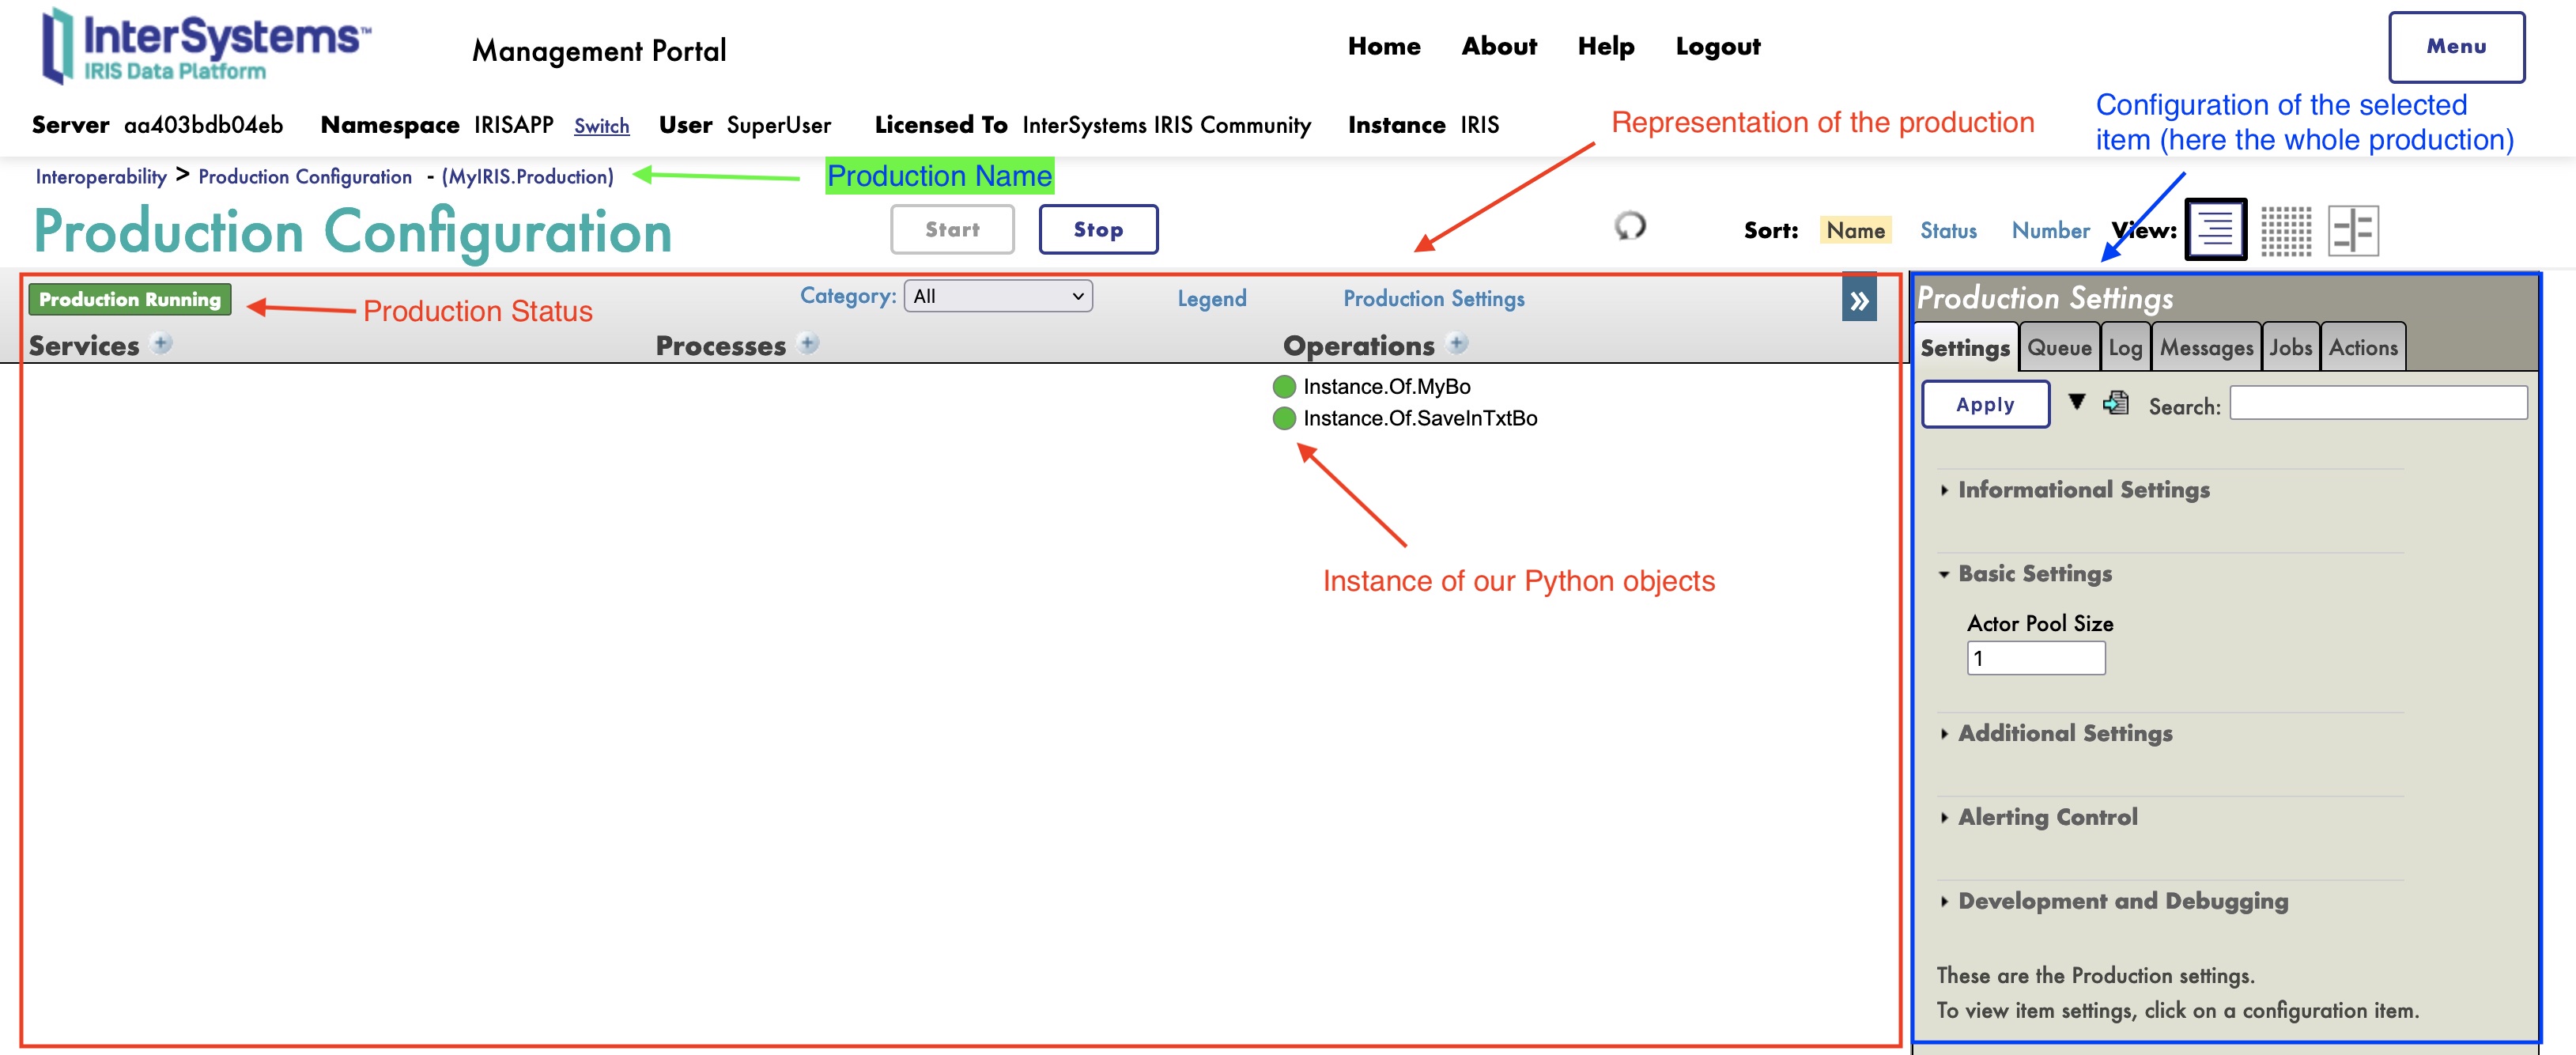 InterSystems™
IRIS Data Platform
Management Portal
Home About Help Logout
Menu
Server aa403bdb04eb Namespace IRISAPP Switch User SuperUser Licensed To InterSystems IRIS Community Instance IRIS
Representation of the production
Configuration of the selected
item (here the whole production)
Interoperability > Production Configuration - (MyIRIS.Production)
Production Name
Production Configuration
Start Stop
Sort: Name Status Number View:
Production Running
Production Status
Category: All
Legend
Production Settings
»
Services
Processes
Operations
Instance.Of.MyBo
Instance.Of.SaveInTxtBo
Instance of our Python objects
Production Settings
Settings Queue Log Messages Jobs Actions
Apply Search:
Informational Settings
Basic Settings
Actor Pool Size
1
Additional Settings
Alerting Control
Development and Debugging
These are the Production settings.
To view item settings, click on a configuration item.